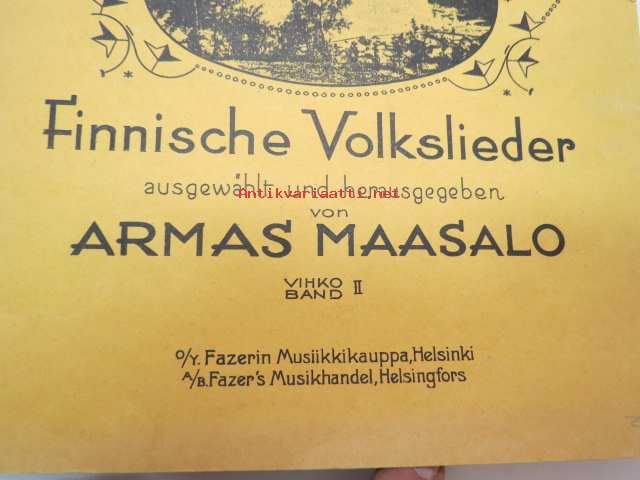 Finnische Volkslieder
ausgewählt und herausgegeben
Antikvariaatti.net
von
ARMAS MAASALO
VIHKO
BAND II
O/Y. Fazerin Musiikkikauppa, Helsinki
A/B. Fazer's Musikhandel, Helsingfors